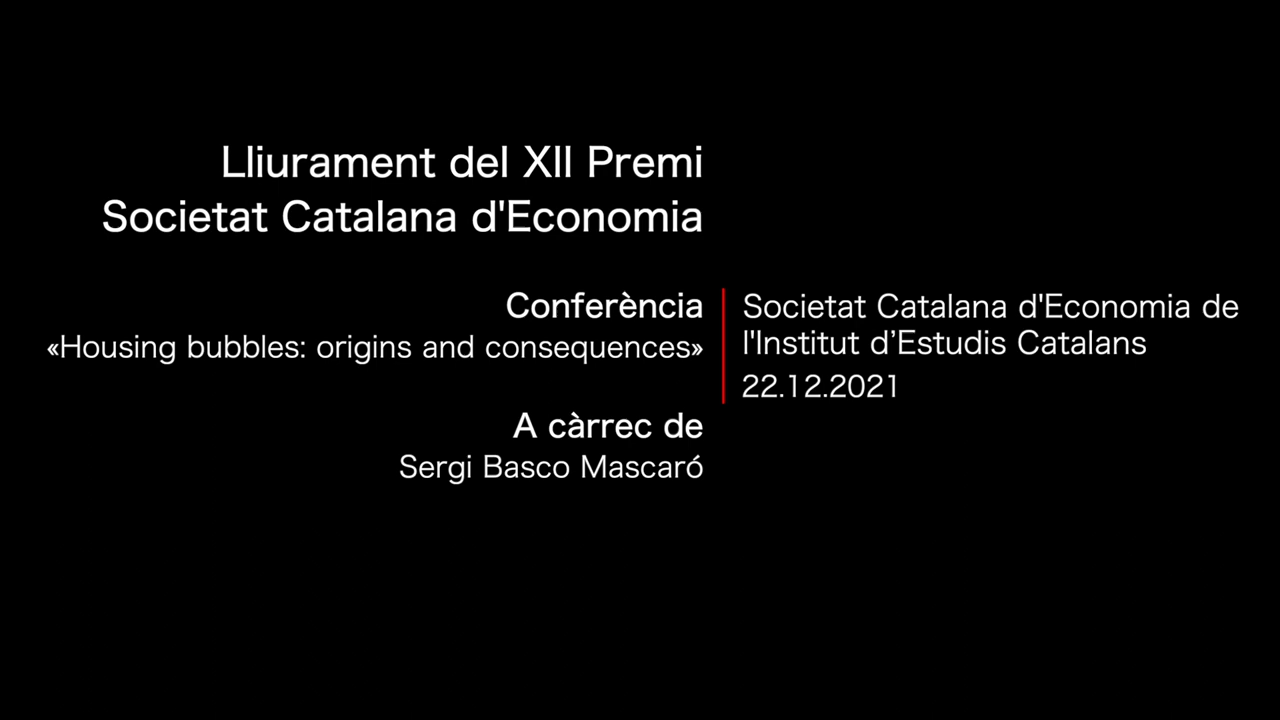 Lliurament del XII Premi
Societat Catalana d'Economia
Conferència
«Housing bubbles: origins and consequences»
A càrrec de
Sergi Basco Mascaró
Societat Catalana d'Economia de
l'Institut d’Estudis Catalans
22.12.2021